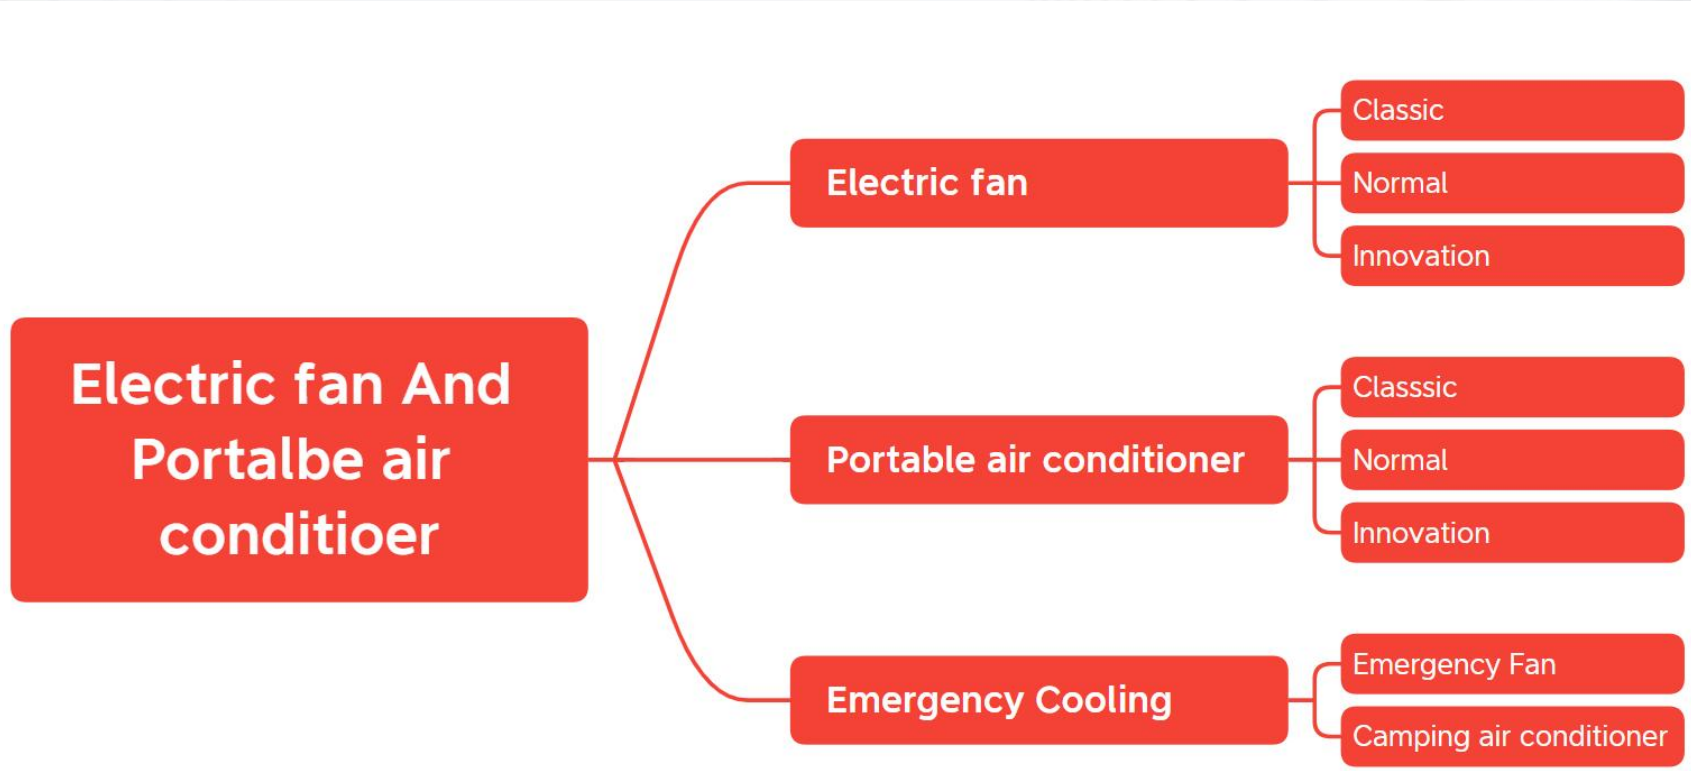 Electric fan And
Portalbe air
conditioer
Electric fan
Classic
Normal
Innovation
Portable air conditioner
Classsic
Normal
Innovation
Emergency Cooling
Emergency Fan
Camping air conditioner